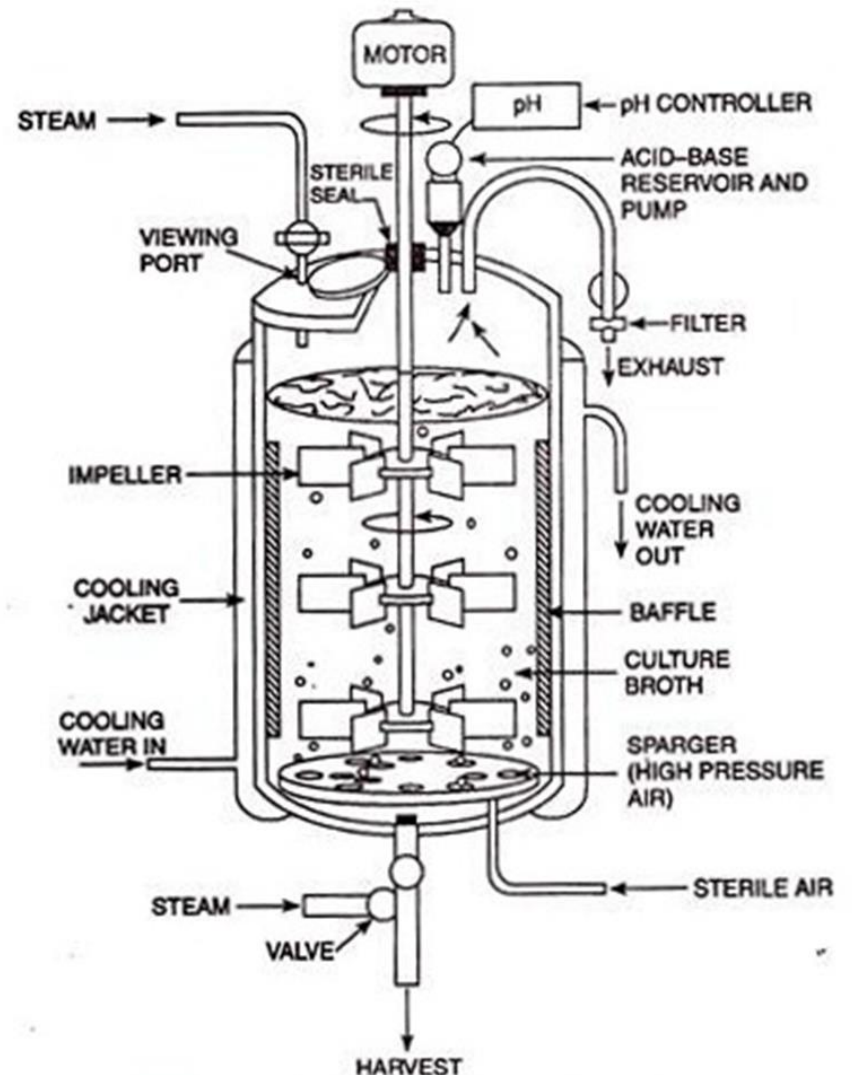 MOTOR
pH
pH CONTROLLER
STEAM
ACID–BASE
RESERVOIR AND
PUMP
STERILE
SEAL
VIEWING
PORT
FILTER
EXHAUST
IMPELLER
COOLING
WATER
OUT
COOLING
JACKET
BAFFLE
CULTURE
BROTH
COOLING
WATER IN
SPARGER
(HIGH PRESSURE
AIR)
STERILE AIR
STEAM
VALVE
HARVEST